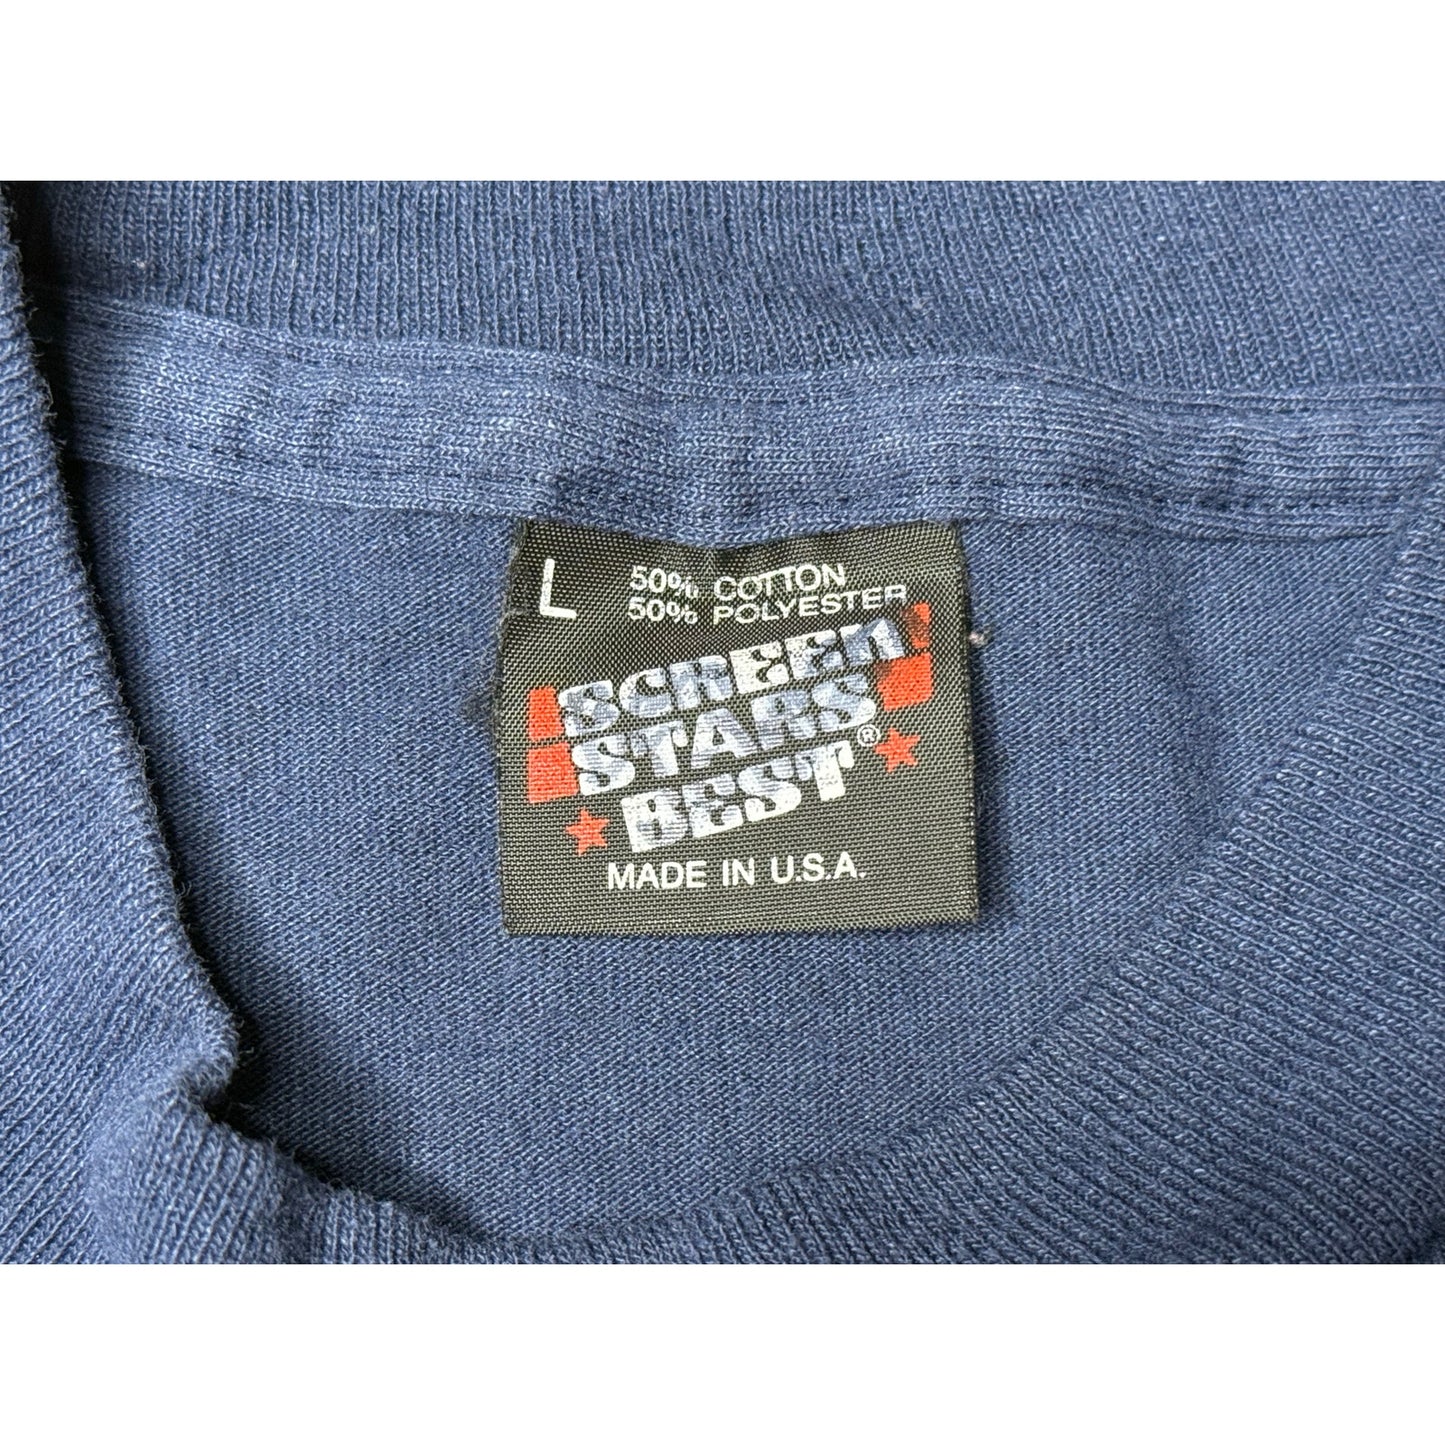 L 50% COTTON
50% POLYESTER
SCREEN
STARS
BEST®
MADE IN U.S.A.